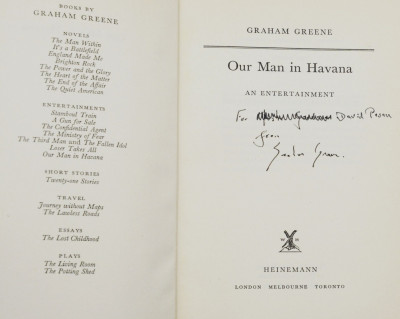 BOOKS BY
GRAHAM GREENE
NOVELS
The Man Within
It's a Battlefield
England Made Me
Brighton Rock
The Power and the Glory
The Heart of the Matter
The End of the Affair
The Quiet American
ENTERTAINMENTS
Stamboul Train
A Gun for Sale
The Confidential Agent
The Ministry of Fear
The Third Man and The Fallen Idol
Loser Takes All
Our Man in Havana
SHORT STORIES
Twenty-one Stories
TRAVEL
Journey without Maps
The Lawless Roads
ESSAYS
The Lost Childhood
PLAYS
The Living Room
The Potting Shed
GRAHAM GREENE
Our Man in Havana
AN ENTERTAINMENT
For David
from
Graham Greene
W H
HEINEMANN
LONDON MELBOURNE TORONTO